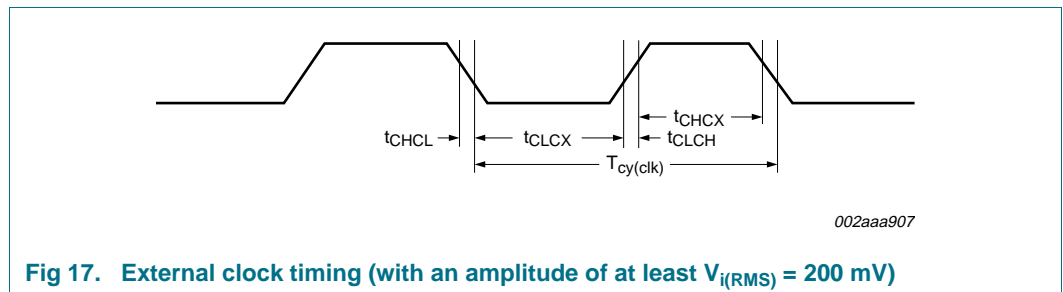 tCHCX
tCHCL tCLCX tCLCH
Tcy(clk)
002aaa907
Fig 17. External clock timing (with an amplitude of at least Vi(RMS) = 200 mV)